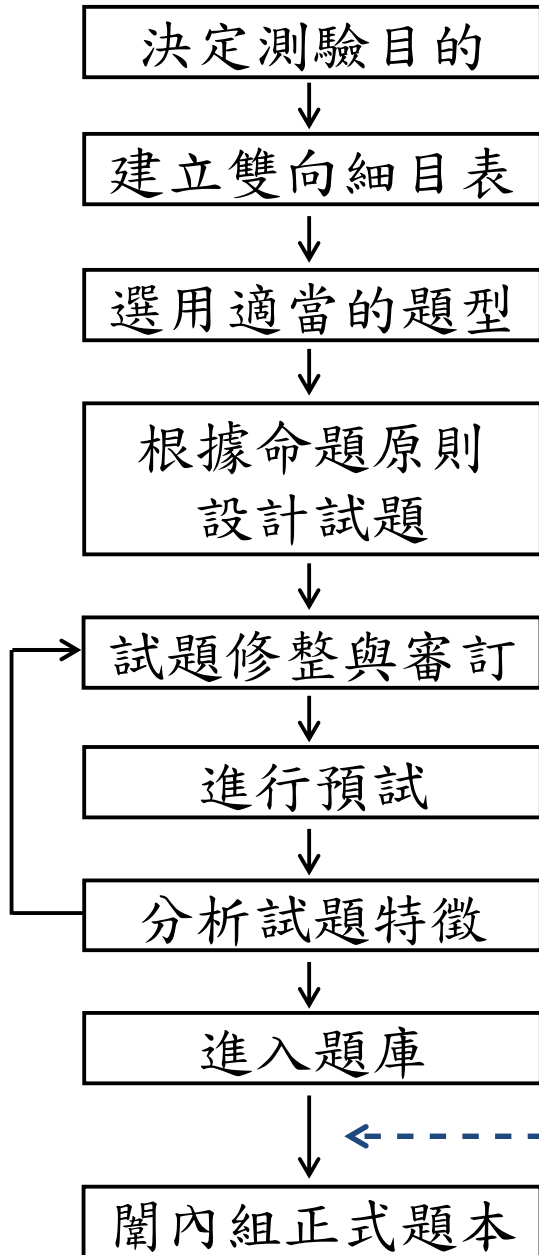 決定測驗目的
建立雙向細目表
選用適當的題型
根據命題原則
設計試題
試題修整與審訂
進行預試
分析試題特徵
進入題庫
闈內組正式題本